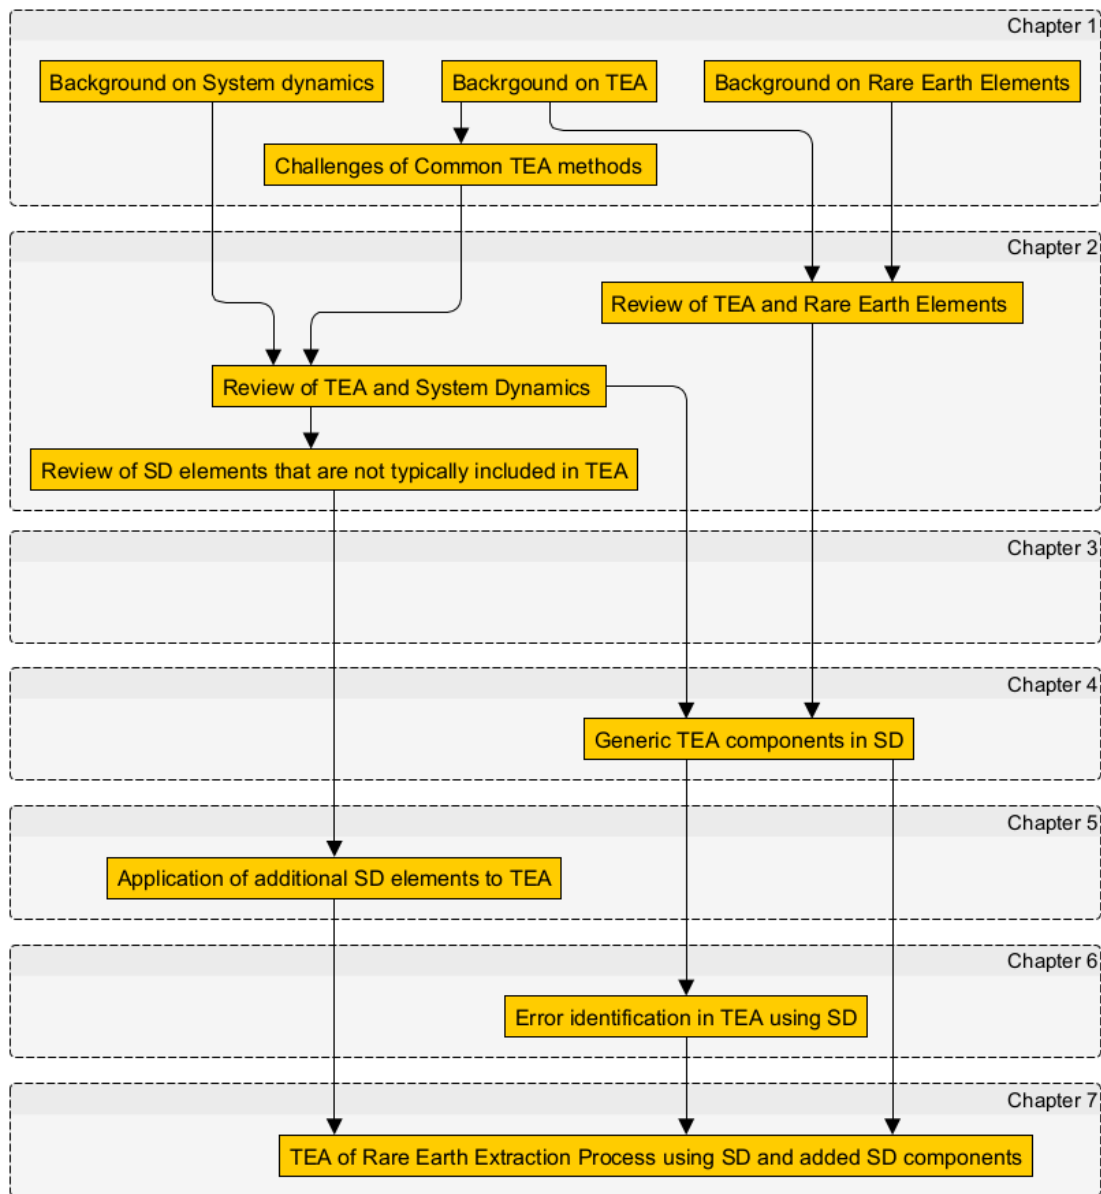 Chapter 1
Background on System dynamics
Backrgound on TEA
Background on Rare Earth Elements
Challenges of Common TEA methods
Chapter 2
Review of TEA and Rare Earth Elements
Review of TEA and System Dynamics
Review of SD elements that are not typically included in TEA
Chapter 3
Chapter 4
Generic TEA components in SD
Chapter 5
Application of additional SD elements to TEA
Chapter 6
Error identification in TEA using SD
Chapter 7
TEA of Rare Earth Extraction Process using SD and added SD components